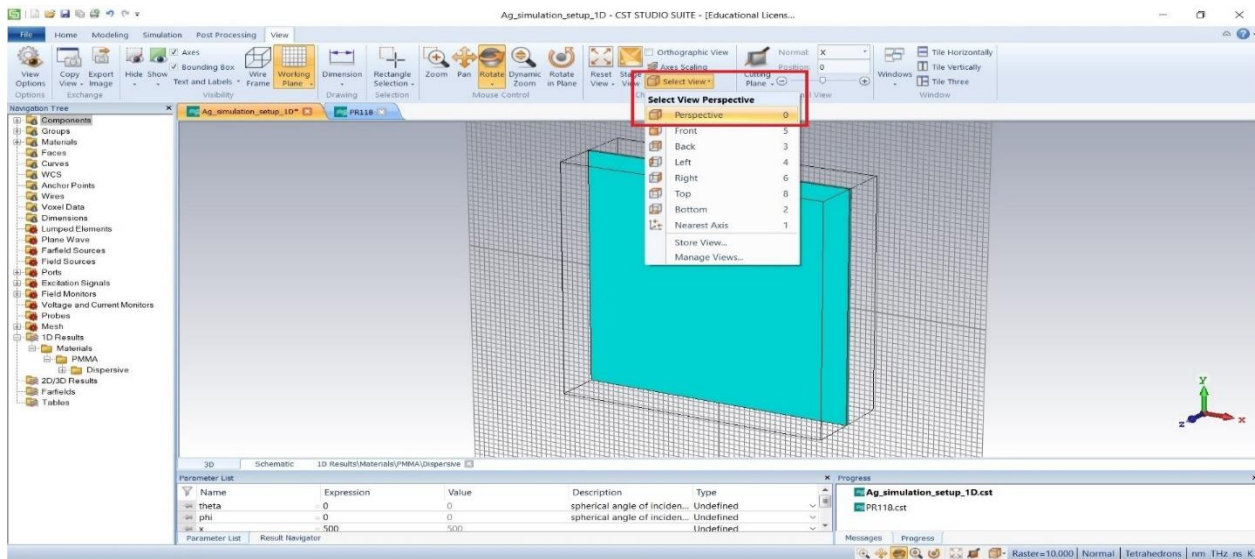 Ag_simulation_setup_1D - CST STUDIO SUITE - [Educational Licens...
File Home Modeling Simulation Post Processing View
View Options
Options
Copy View
Export Image
Exchange
Hide Show
Axes
Bounding Box
Text and Labels
Wire Frame
Working Plane
Visibility
Dimension
Drawing
Rectangle Selection
Selection
Zoom Pan Rotate Dynamic Zoom Rotate in Plane
Mouse Control
Reset View
View
Orthographic View
Axes Scaling
Select View
Cutting Plane
Normal: X
Position: 0
View
Windows
Tile Horizontally
Tile Vertically
Tile Three
Window
Select View Perspective
Perspective 0
Front 5
Back 3
Left 4
Right 6
Top 8
Bottom 2
Nearest Axis 1
Store View...
Manage Views...
Navigation Tree
Components
Groups
Materials
Faces
Curves
WCS
Anchor Points
Wires
Voxel Data
Dimensions
Lumped Elements
Plane Wave
Farfield Sources
Field Sources
Ports
Excitation Signals
Field Monitors
Voltage and Current Monitors
Probes
Mesh
1D Results
Materials
PMMA
Dispersive
2D/3D Results
Farfields
Tables
Ag_simulation_setup_1D* PR118
y
z x
3D Schematic 1D Results\Materials\PMMA\Dispersive
Parameter List
Name Expression Value Description Type
theta = 0 0 spherical angle of inciden... Undefined
phi = 0 0 spherical angle of inciden... Undefined
x = 500 500 Undefined
Parameter List Result Navigator
Progress
Ag_simulation_setup_1D.cst
PR118.cst
Messages Progress
Raster=10.000 Normal Tetrahedrons nm THz ns K